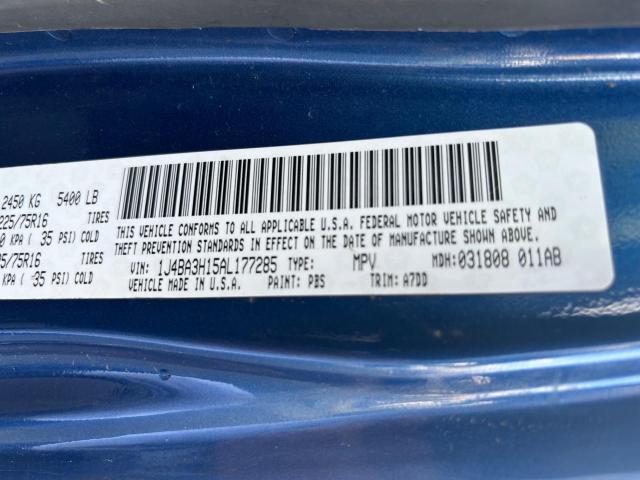 2450 KG 5400 LB
225/75R16 TIRES
KPA ( 35 PSI) COLD
5/75R16 TIRES
KPA ( 35 PSI) COLD
THIS VEHICLE CONFORMS TO ALL APPLICABLE U.S.A. FEDERAL MOTOR VEHICLE SAFETY AND
THEFT PREVENTION STANDARDS IN EFFECT ON THE DATE OF MANUFACTURE SHOWN ABOVE.
VIN: 1J4BA3H15AL177285 TYPE: MPV MDH: 031808 011AB
VEHICLE MADE IN U.S.A. PAINT: PBS TRIM: A7DD